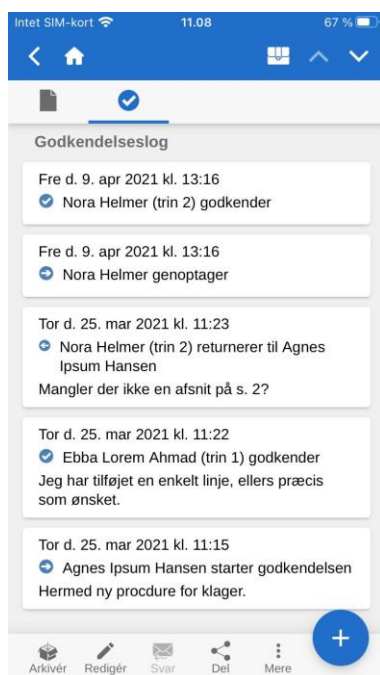 Intet SIM-kort 11.08 67 %
Godkendelseslog
Fre d. 9. apr 2021 kl. 13:16
Nora Helmer (trin 2) godkender
Fre d. 9. apr 2021 kl. 13:16
Nora Helmer genoptager
Tor d. 25. mar 2021 kl. 11:23
Nora Helmer (trin 2) returnerer til Agnes
Ipsum Hansen
Mangler der ikke en afsnit på s. 2?
Tor d. 25. mar 2021 kl. 11:22
Ebba Lorem Ahmad (trin 1) godkender
Jeg har tilføjet en enkelt linje, ellers præcis
som ønsket.
Tor d. 25. mar 2021 kl. 11:15
Agnes Ipsum Hansen starter godkendelsen
Hermed ny procdure for klager.
Arkivér Redigér Svar Del Mere